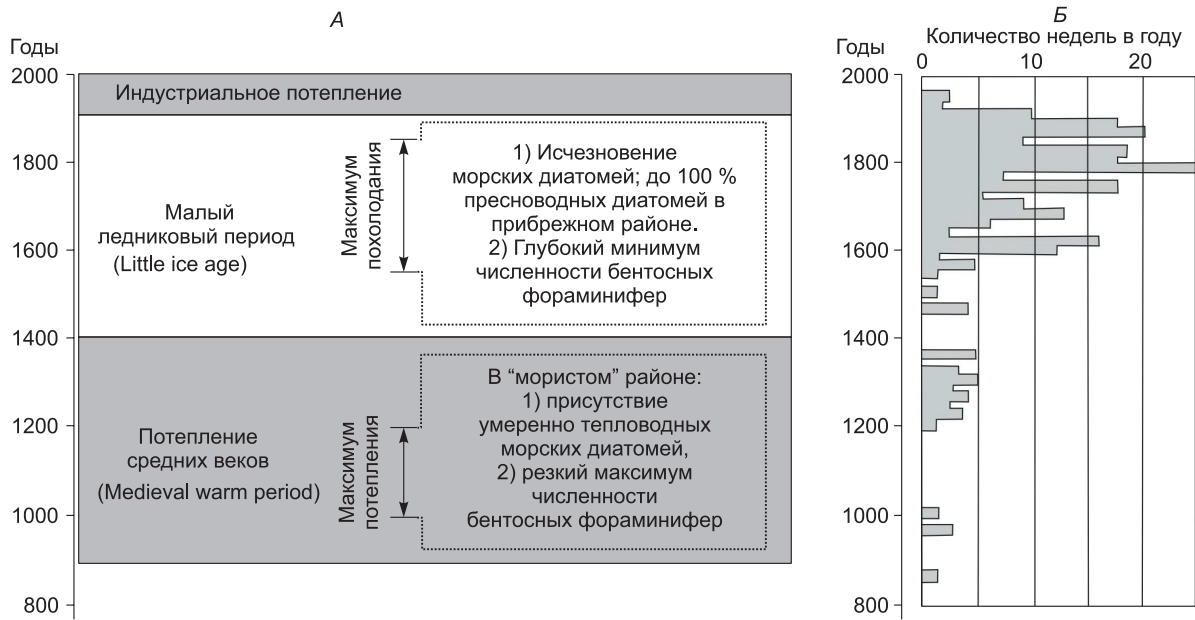 А
Годы
2000
1800
1600
1400
1200
1000
800
Индустриальное потепление
Малый
ледниковый период
(Little ice age)
Максимум
похолодания
1) Исчезновение
морских диатомей; до 100 %
пресноводных диатомей в
прибрежном районе.
2) Глубокий минимум
численности бентосных
фораминифер
Потепление
средних веков
(Medieval warm period)
Максимум
потепления
В “мористом” районе:
1) присутствие
умеренно тепловодных
морских диатомей,
2) резкий максимум
численности
бентосных фораминифер
Б
Количество недель в году
Годы
0 10 20
2000
1800
1600
1400
1200
1000
800